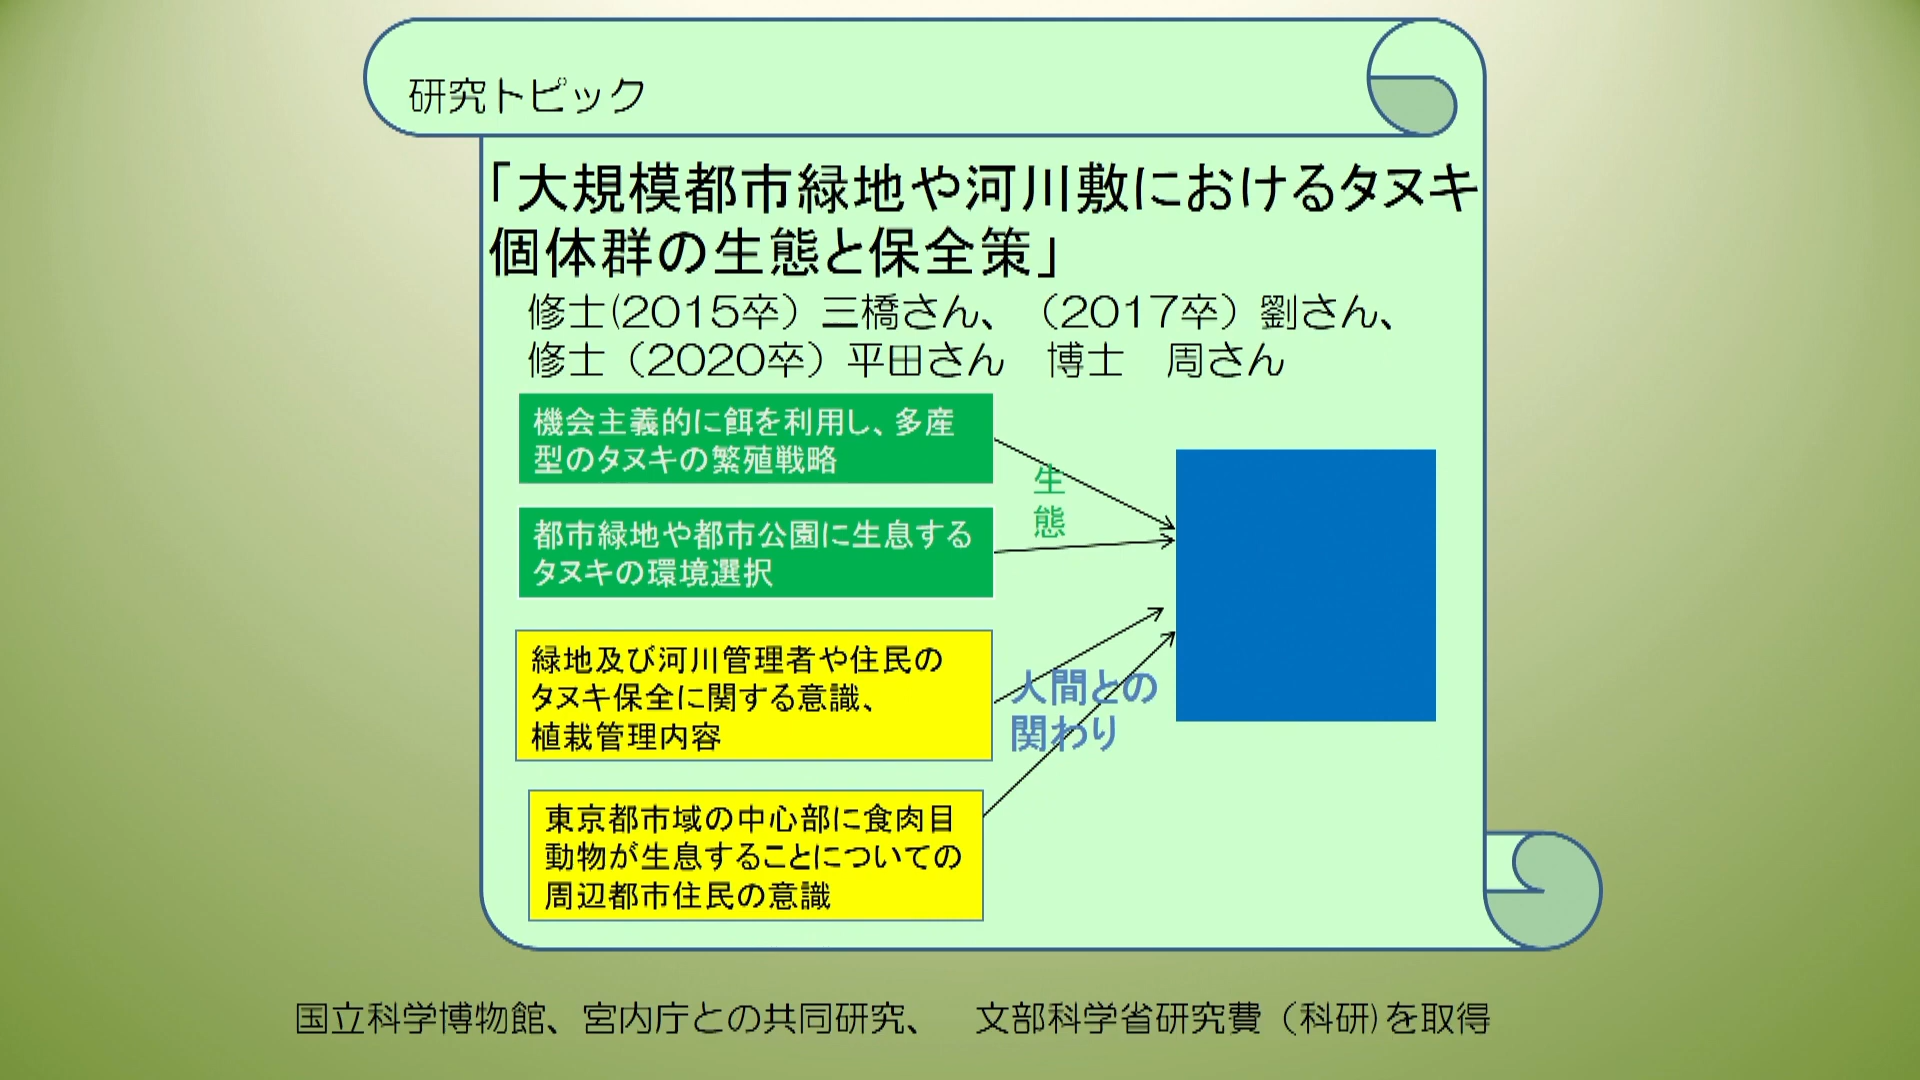 研究トピック
「大規模都市緑地や河川敷におけるタヌキ
個体群の生態と保全策」
修士(2015卒）三橋さん、（2017卒）劉さん、
修士（2020卒）平田さん　博士　周さん
機会主義的に餌を利用し、多産
型のタヌキの繁殖戦略
生
態
都市緑地や都市公園に生息する
タヌキの環境選択
緑地及び河川管理者や住民の
タヌキ保全に関する意識、
植栽管理内容
人間との
関わり
東京都市域の中心部に食肉目
動物が生息することについての
周辺都市住民の意識
国立科学博物館、宮内庁との共同研究、　文部科学省研究費（科研)を取得